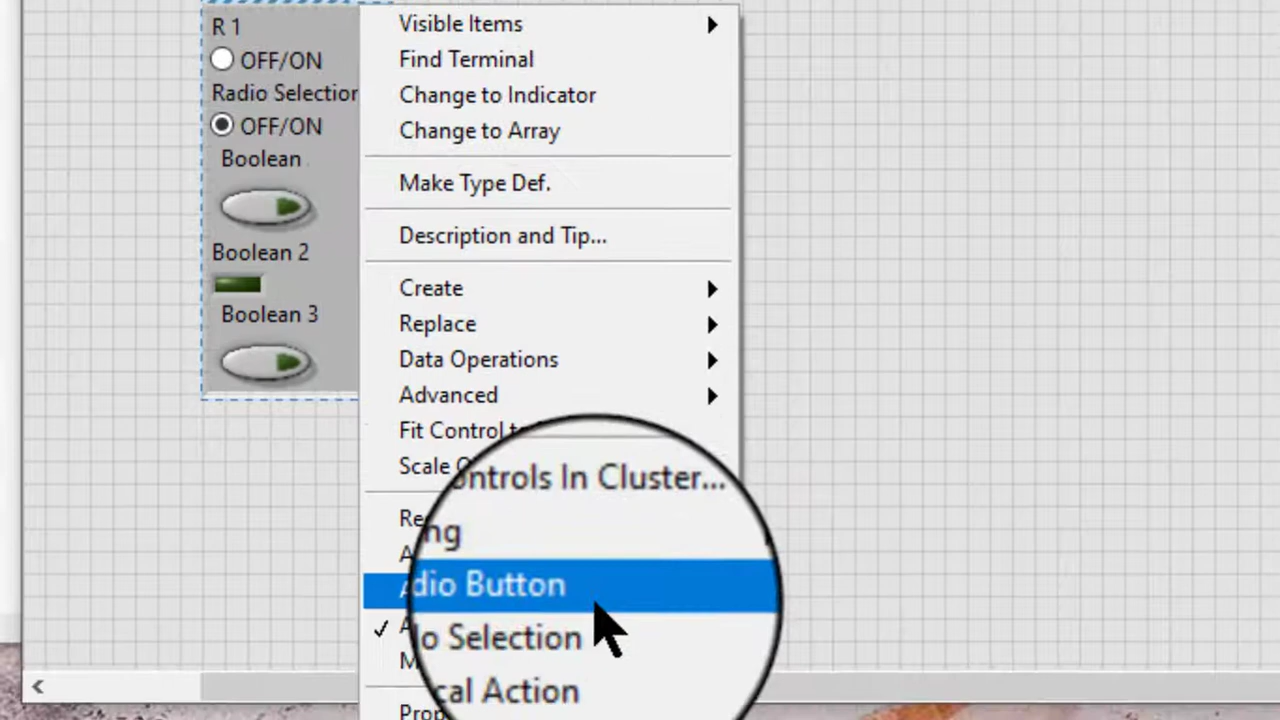 R 1
OFF/ON
Radio Selection
OFF/ON
Boolean
Boolean 2
Boolean 3
Visible Items
Find Terminal
Change to Indicator
Change to Array
Make Type Def.
Description and Tip...
Create
Replace
Data Operations
Advanced
Fit Control
Scale
ontrols In Cluster...
ng
dio Button
o Selection
cal Action